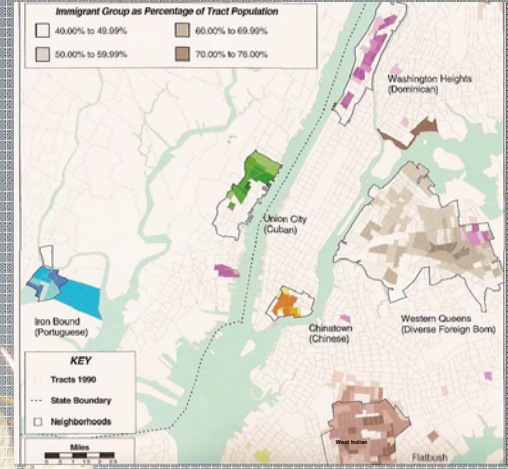 Immigrant Group as Percentage of Tract Population
40.00% to 49.99%
60.00% to 69.99%
50.00% to 59.99%
70.00% to 76.00%
Washington Heights
(Dominican)
Union City
(Cuban)
Iron Bound
(Portuguese)
Chinatown
(Chinese)
Western Queens
(Diverse Foreign Born)
KEY
Tracts 1990
State Boundary
Neighborhoods
Miles
West Indian
Flatbush